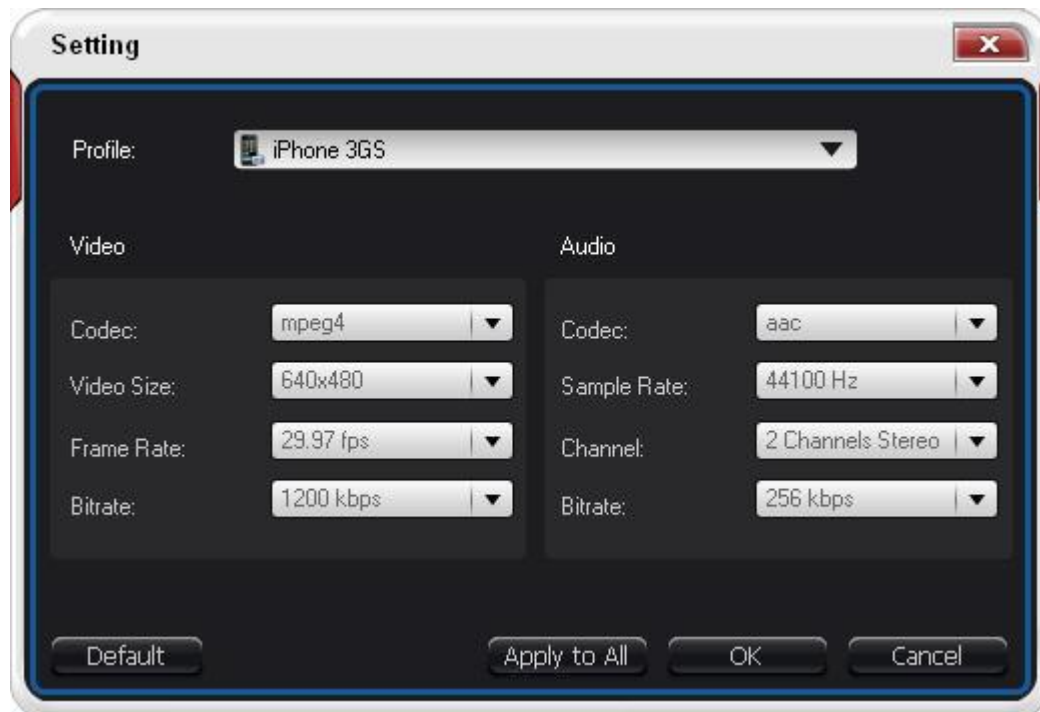 Setting
Profile: iPhone 3GS
Video
Codec: mpeg4
Video Size: 640x480
Frame Rate: 29.97 fps
Bitrate: 1200 kbps
Audio
Codec: aac
Sample Rate: 44100 Hz
Channel: 2 Channels Stereo
Bitrate: 256 kbps
Default Apply to All OK Cancel